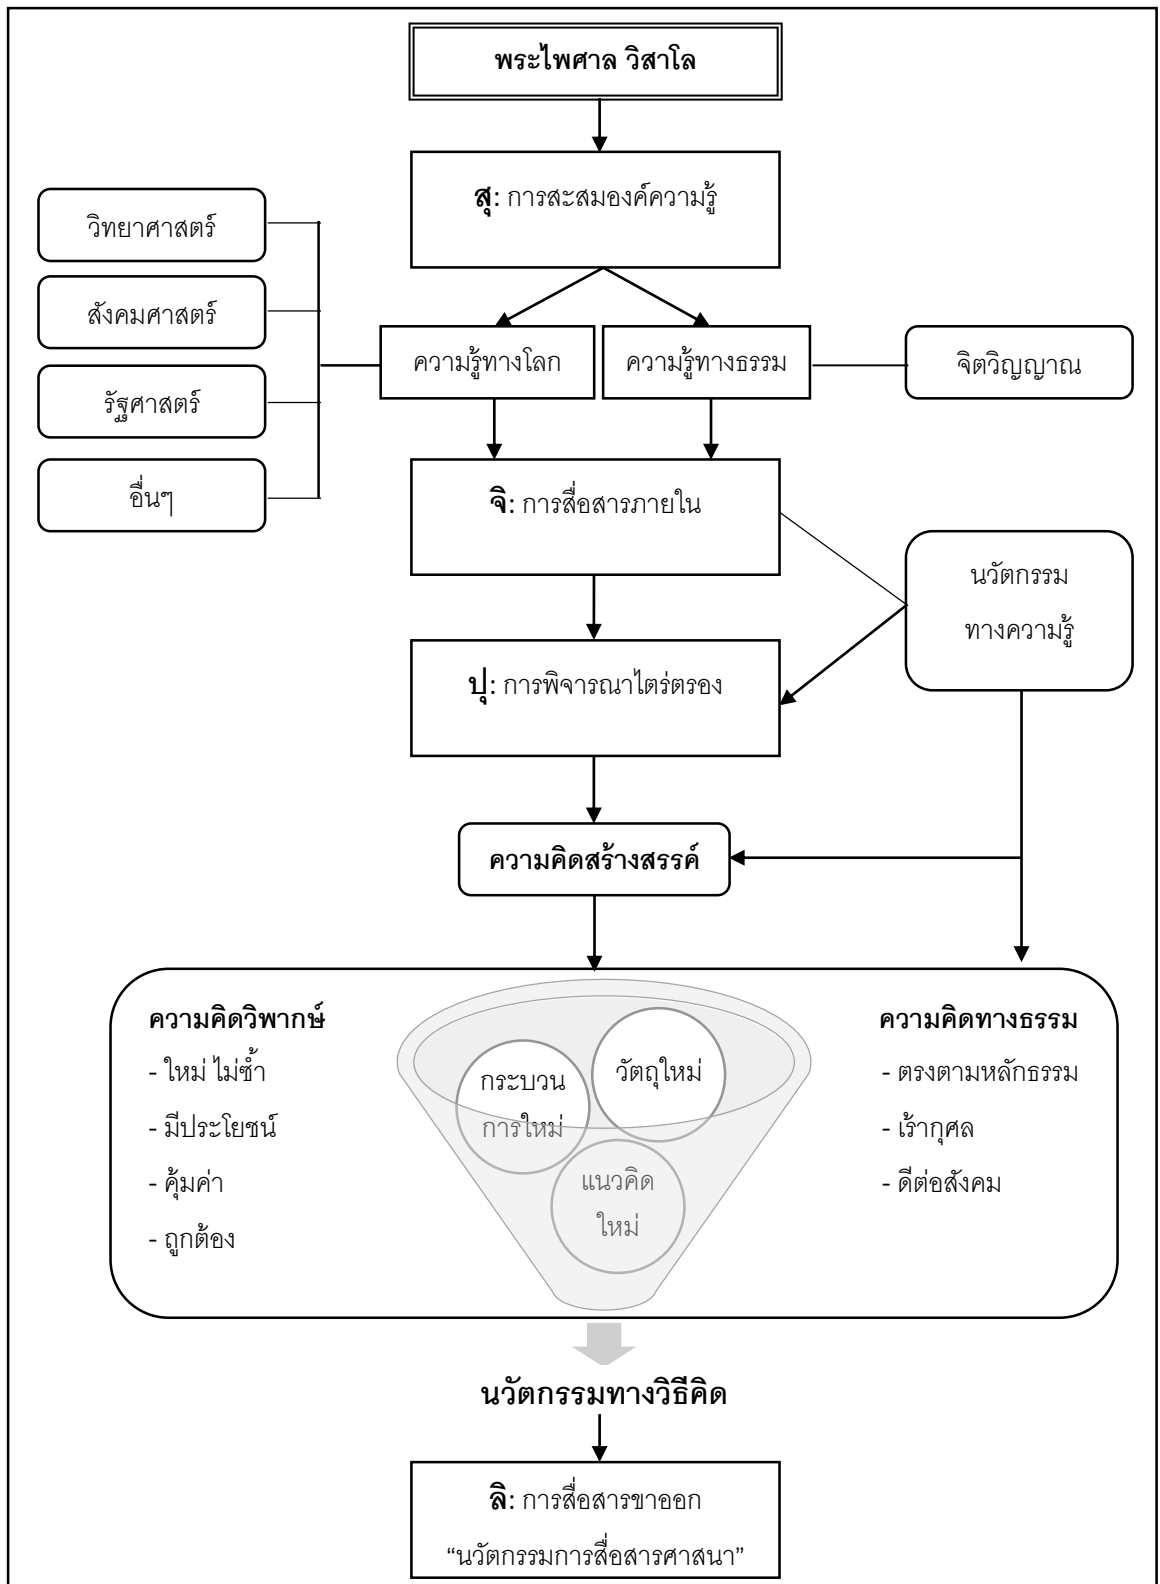 พระไพศาล วิสาโล
สุ: การสะสมองค์ความรู้
วิทยาศาสตร์
สังคมศาสตร์
รัฐศาสตร์
อื่นๆ
ความรู้ทางโลก
ความรู้ทางธรรม
จิตวิญญาณ
จิ: การสื่อสารภายใน
นวัตกรรม
ทางความรู้
ปุ: การพิจารณาไตร่ตรอง
ความคิดสร้างสรรค์
ความคิดวิพากษ์
- ใหม่ ไม่ซ้ำ
- มีประโยชน์
- คุ้มค่า
- ถูกต้อง
กระบวน
การใหม่
วัตถุใหม่
แนวคิด
ใหม่
ความคิดทางธรรม
- ตรงตามหลักธรรม
- เร้ากุศล
- ดีต่อสังคม
นวัตกรรมทางวิธีคิด
ลิ: การสื่อสารขาออก
“นวัตกรรมการสื่อสารศาสนา”